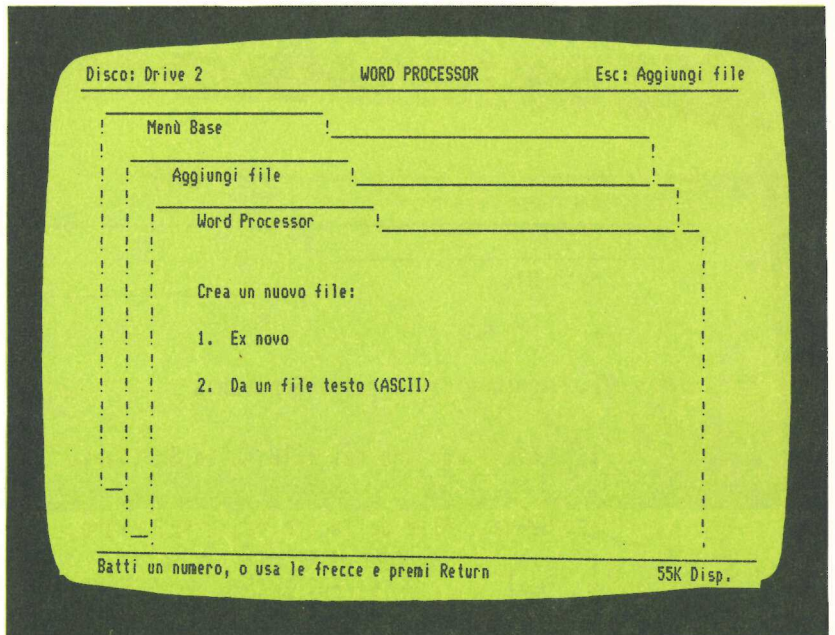 Disco: Drive 2 WORD PROCESSOR Esc: Aggiungi file
Menù Base
Aggiungi file
Word Processor
Crea un nuovo file:
1. Ex novo
2. Da un file testo (ASCII)
Batti un numero, o usa le frecce e premi Return 55K Disp.